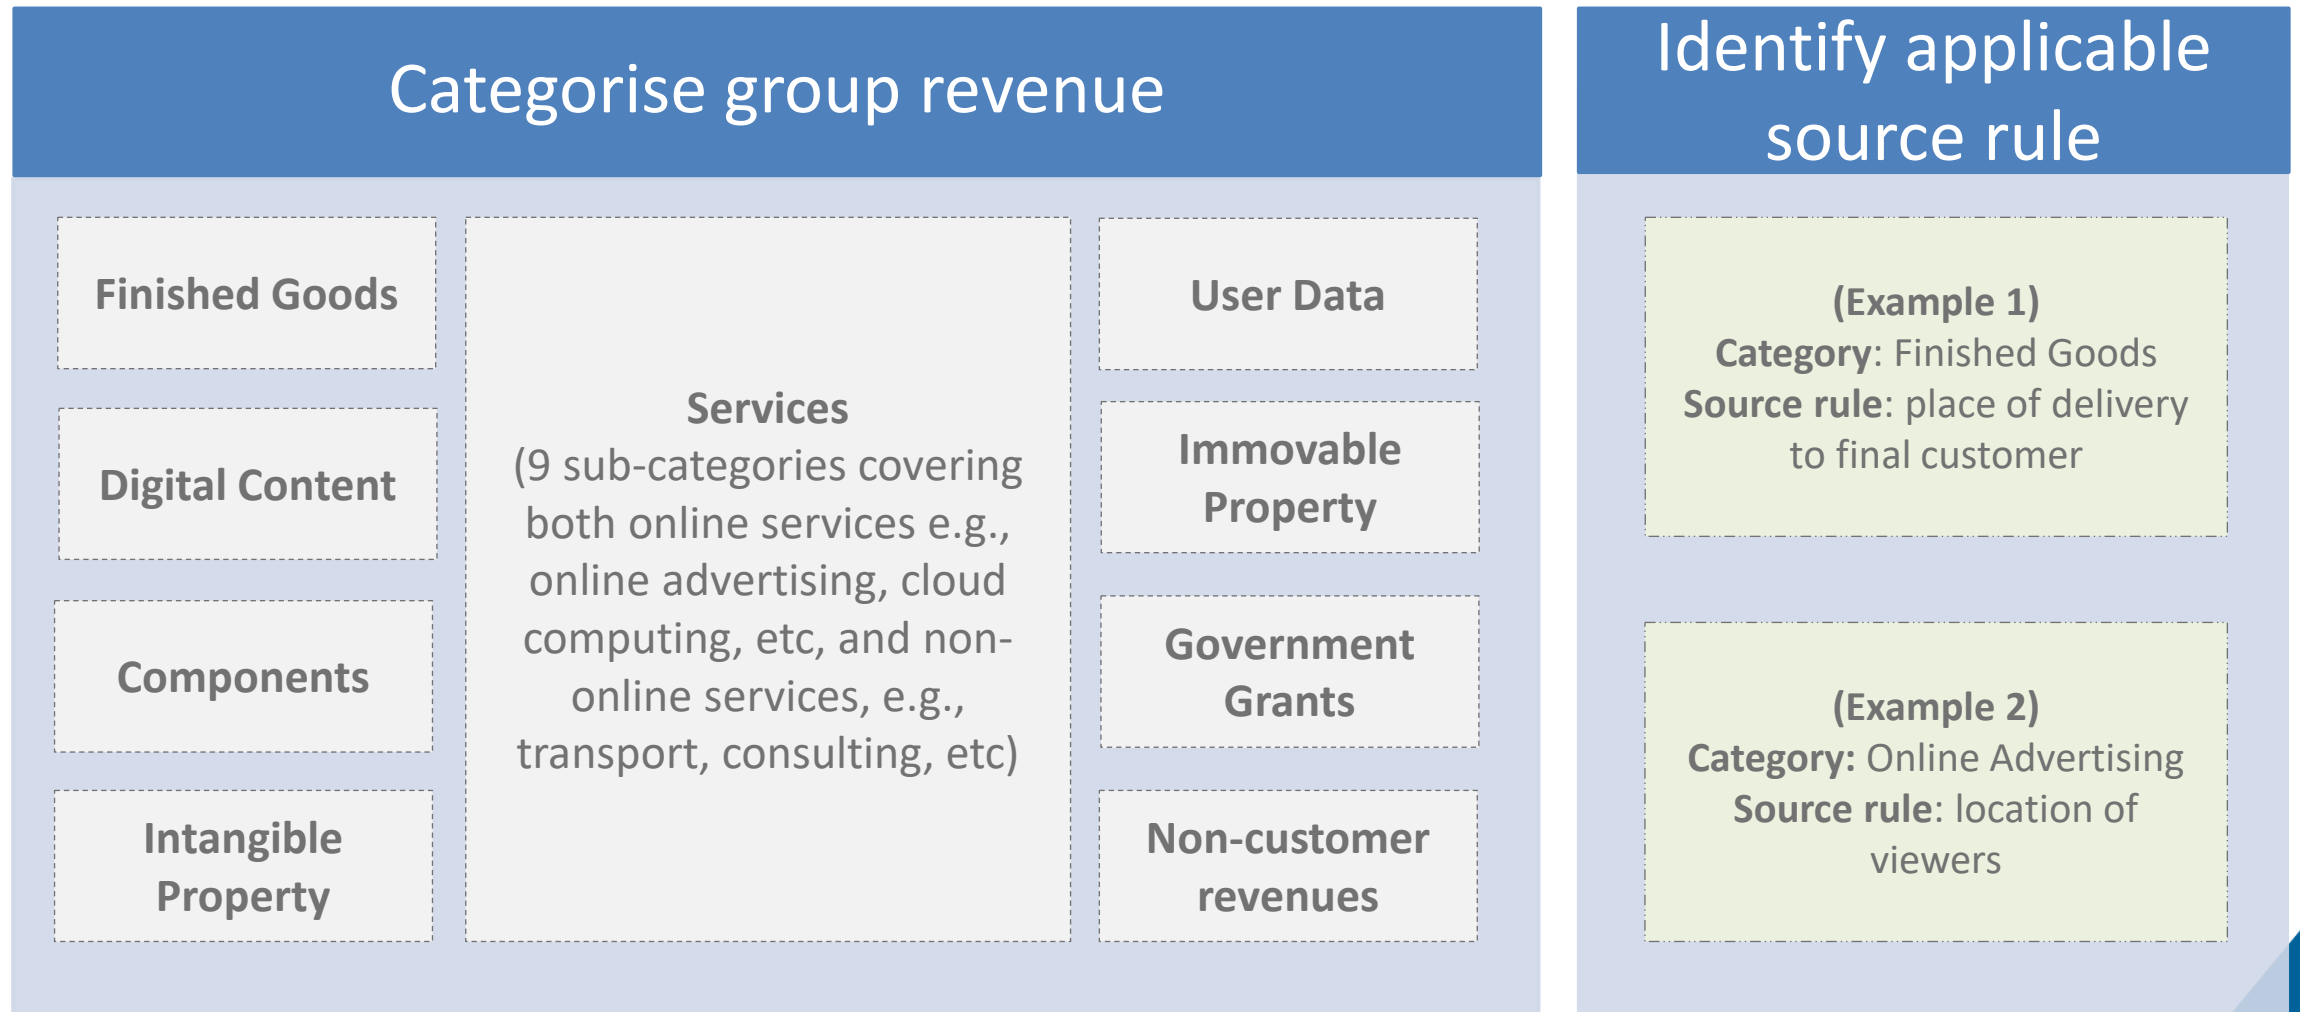 Categorise group revenue
Finished Goods
Digital Content
Components
Intangible
Property
Services
(9 sub-categories covering
both online services e.g.,
online advertising, cloud
computing, etc, and non-
online services, e.g.,
transport, consulting, etc)
User Data
Immovable
Property
Government
Grants
Non-customer
revenues
Identify applicable
source rule
(Example 1)
Category: Finished Goods
Source rule: place of delivery
to final customer
(Example 2)
Category: Online Advertising
Source rule: location of
viewers